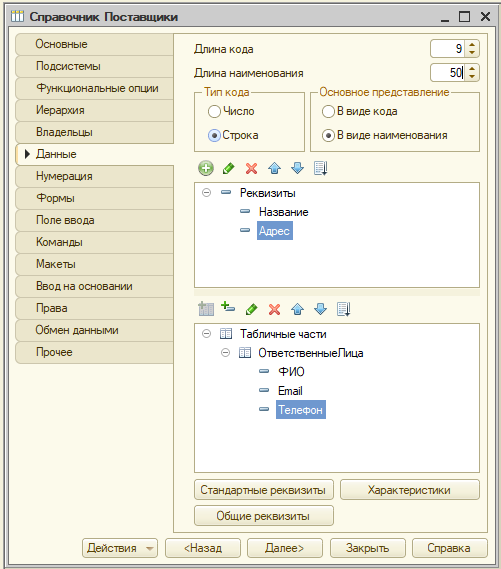 Справочник Поставщики
Основные
Подсистемы
Функциональные опции
Иерархия
Владельцы
Данные
Нумерация
Формы
Поле ввода
Команды
Макеты
Ввод на основании
Права
Обмен данными
Прочее
Длина кода 9
Длина наименования 50
Тип кода
Число
Строка
Основное представление
В виде кода
В виде наименования
Реквизиты
Название
Адрес
Табличные части
ОтветственныеЛица
ФИО
Email
Телефон
Стандартные реквизиты Характеристики
Общие реквизиты
Действия <Назад Далее> Закрыть Справка